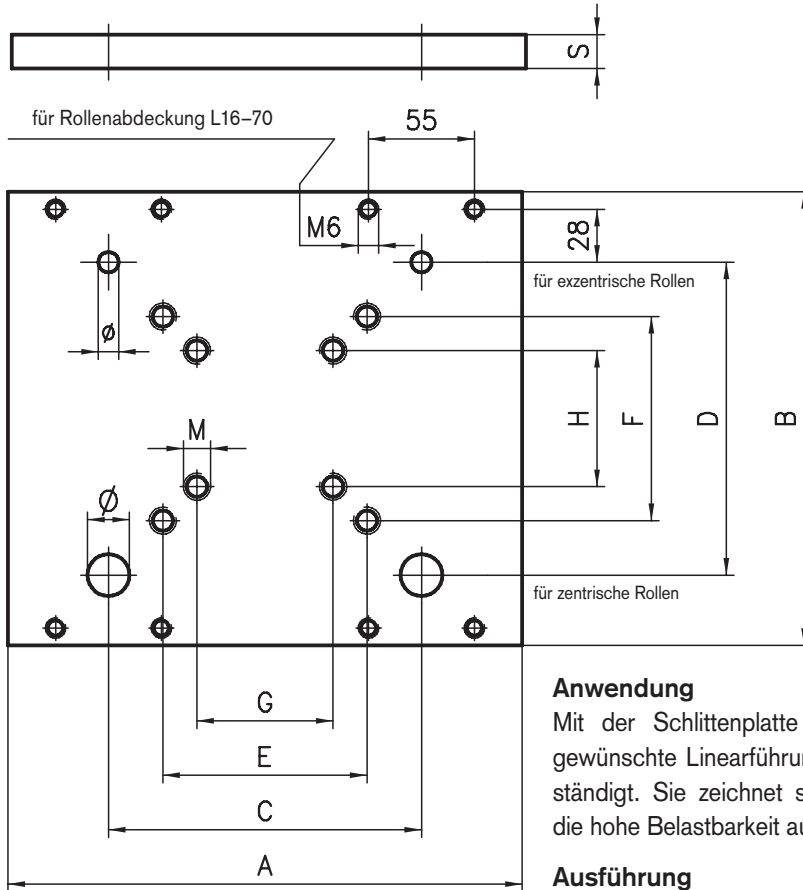 S
für Rollenabdeckung L16–70
55
M6
28
für exzentrische Rollen
ø
M
H
F
D
B
Ø
für zentrische Rollen
G
E
C
A
Anwendung
Mit der Schlittenplatte
gewünschte Linearführun
ständigt. Sie zeichnet s
die hohe Belastbarkeit au
Ausführung